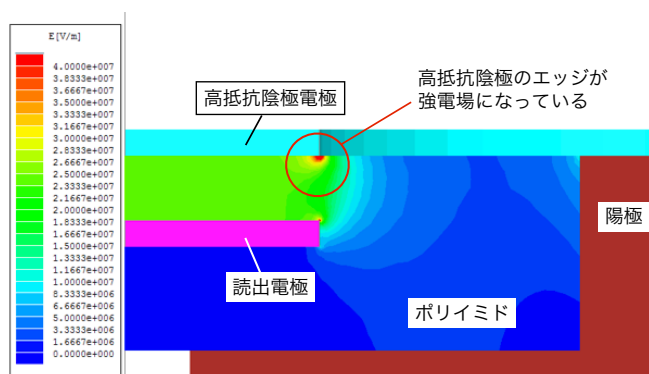 E[V/m]
4.0000e+007
3.8333e+007
3.6667e+007
3.5000e+007
3.3333e+007
3.1667e+007
3.0000e+007
2.8333e+007
2.6667e+007
2.5000e+007
2.3333e+007
2.1667e+007
2.0000e+007
1.8333e+007
1.6667e+007
1.5000e+007
1.3333e+007
1.1667e+007
1.0000e+007
8.3333e+006
6.6667e+006
5.0000e+006
3.3333e+006
1.6667e+006
0.0000e+000
高抵抗陰極電極
高抵抗陰極のエッジが
強電場になっている
陽極
読出電極
ポリイミド